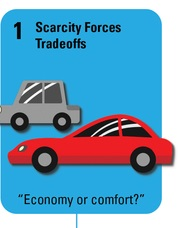 1 Scarcity Forces
Tradeoffs
“Economy or comfort?”